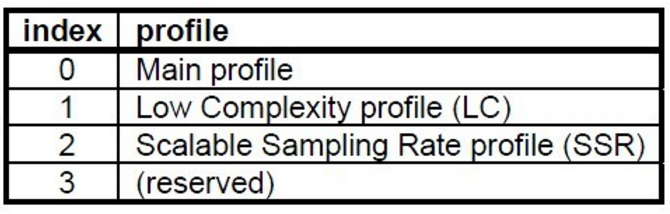 index profile
0 Main profile
1 Low Complexity profile (LC)
2 Scalable Sampling Rate profile (SSR)
3 (reserved)